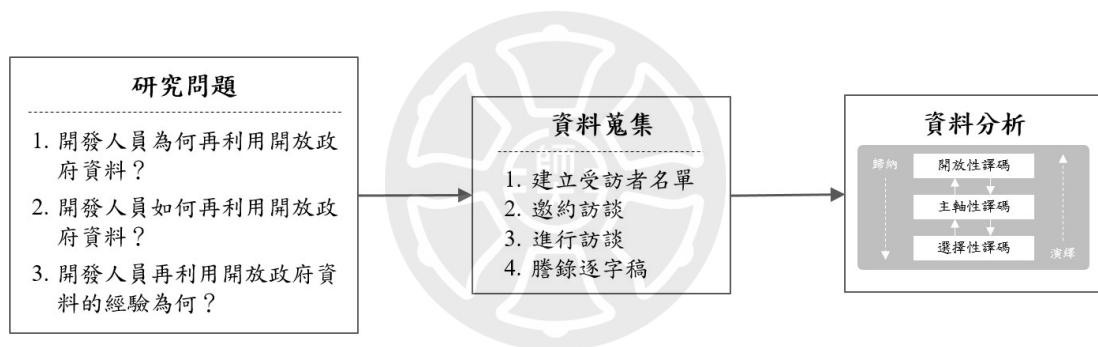 研究問題
1. 開發人員為何再利用開放政
府資料？
2. 開發人員如何再利用開放政
府資料？
3. 開發人員再利用開放政府資
料的經驗為何？
資料蒐集
1. 建立受訪者名單
2. 邀約訪談
3. 進行訪談
4. 謄錄逐字稿
資料分析
歸納
開放性譯碼
主軸性譯碼
選擇性譯碼
演繹
師